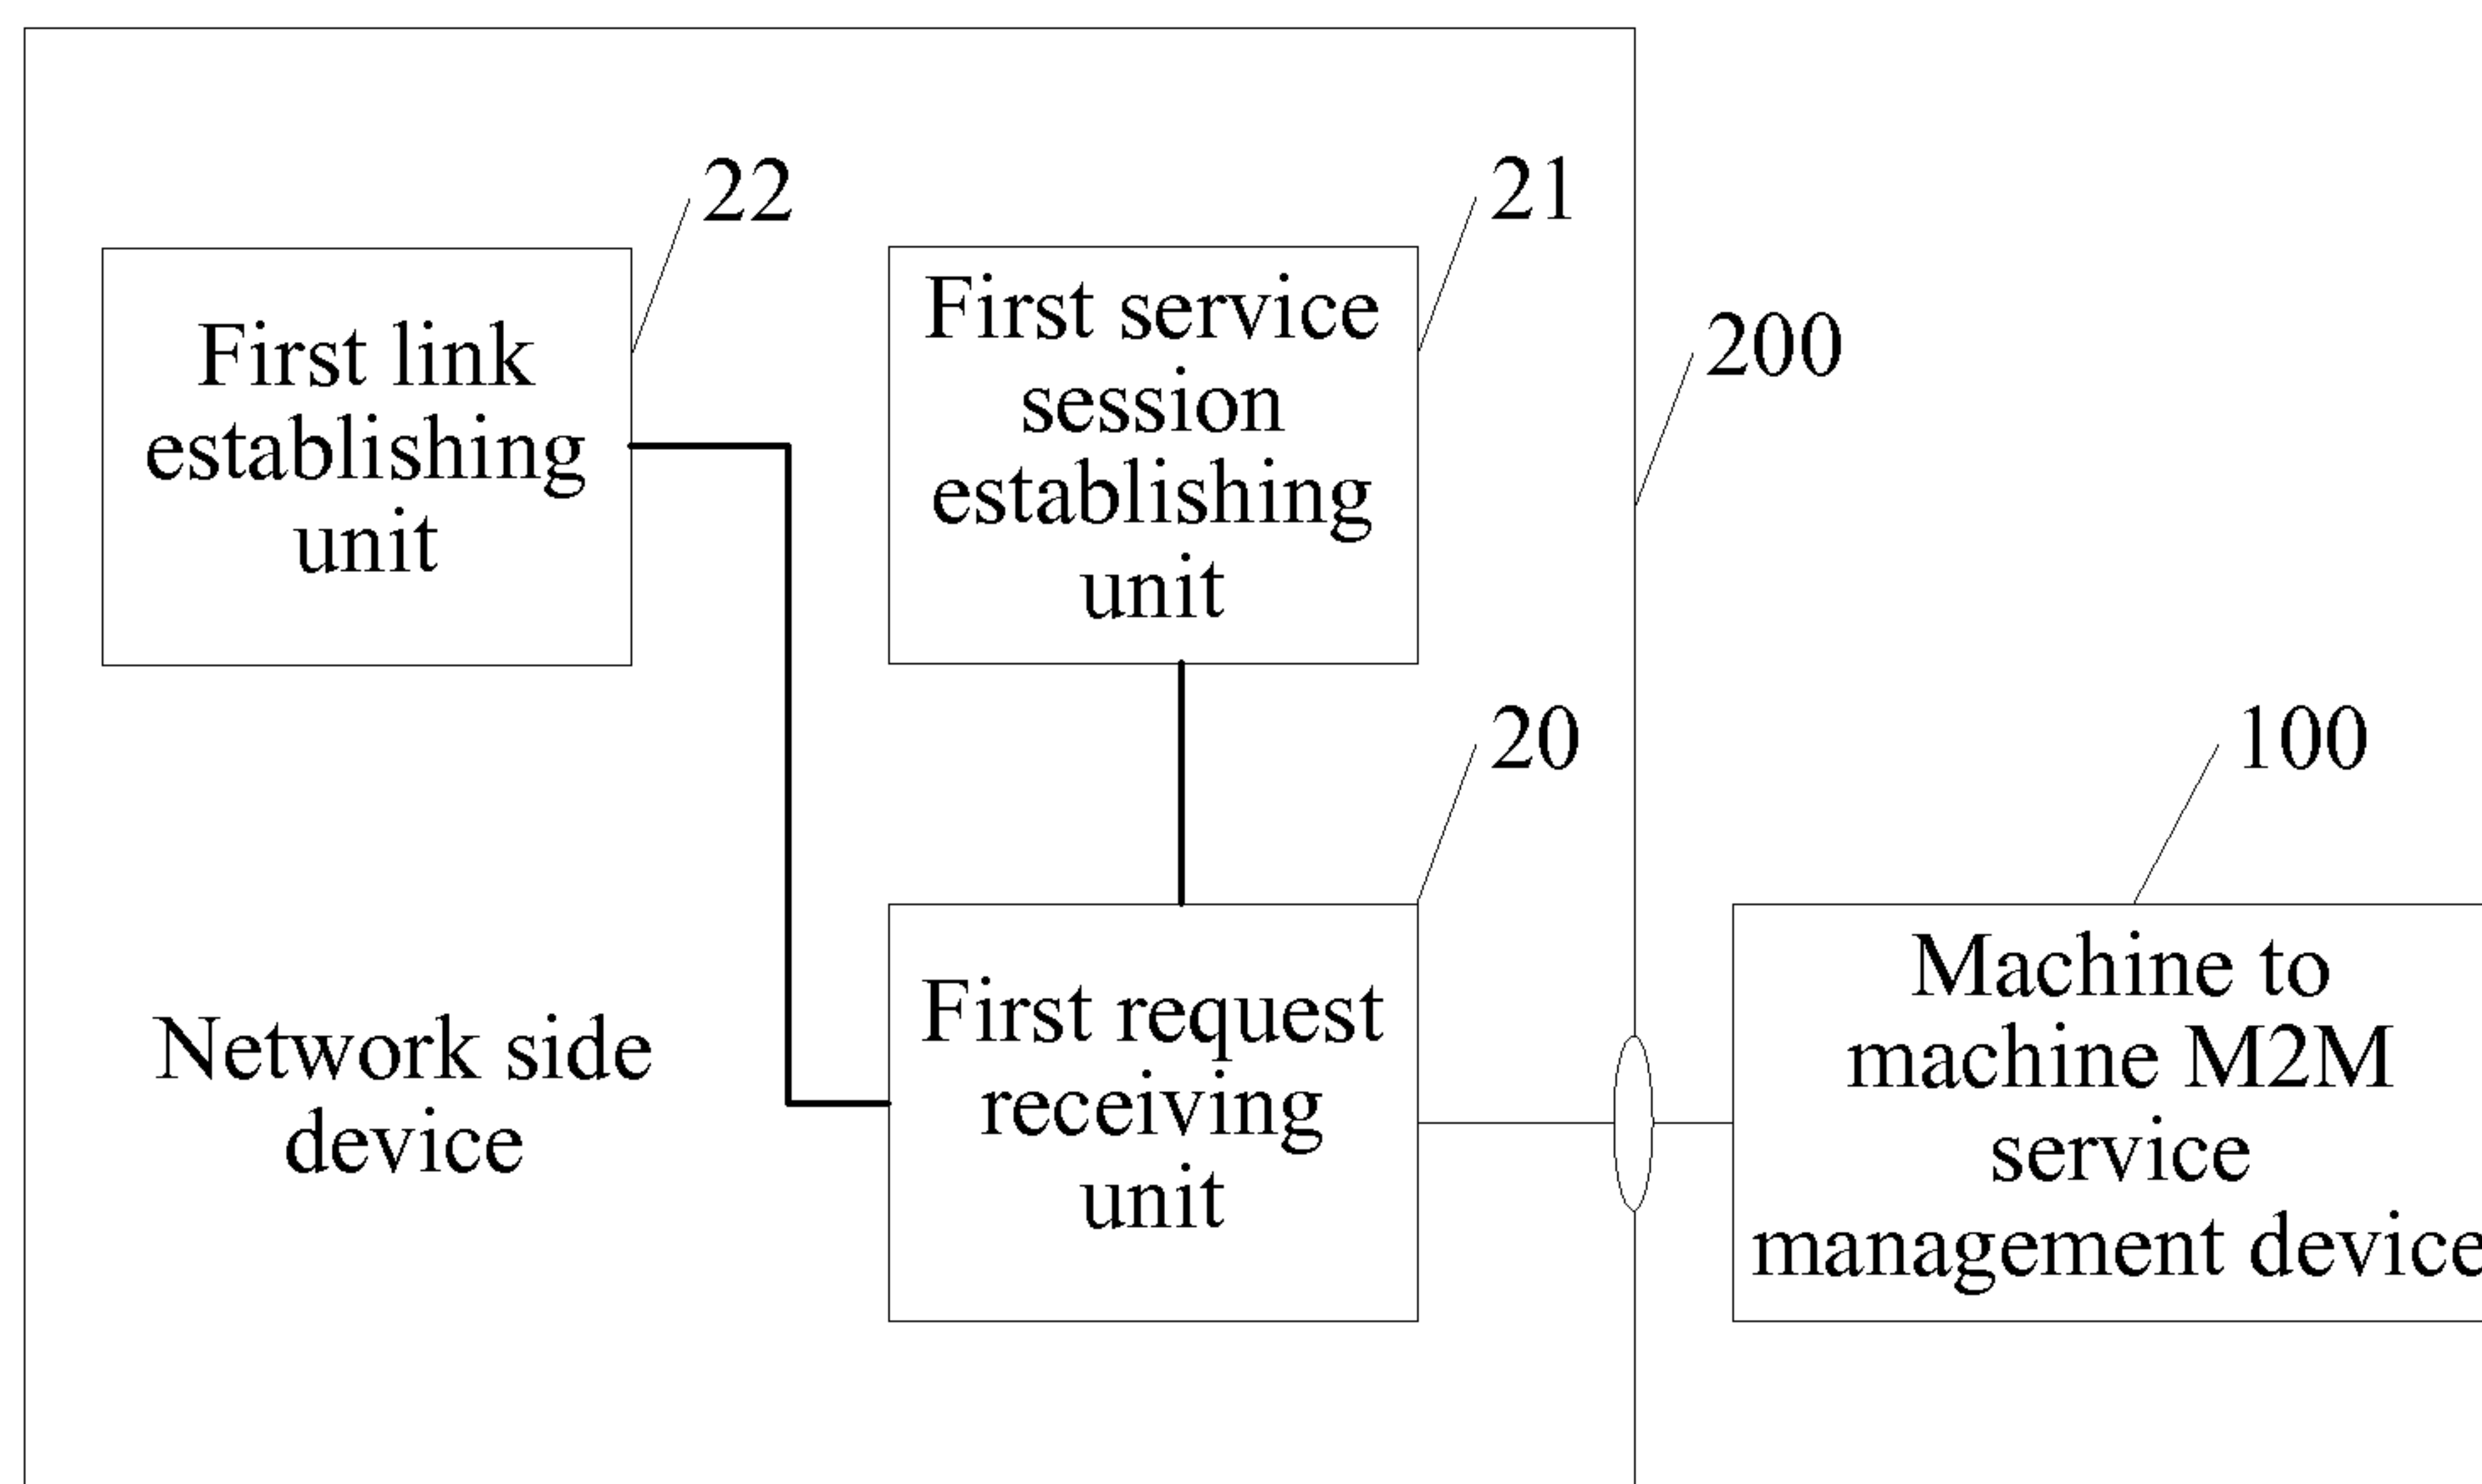 22
21
First link
establishing
unit
First service
session
establishing
unit
200
20
100
Network side
device
First request
receiving
unit
Machine to
machine M2M
service
management device